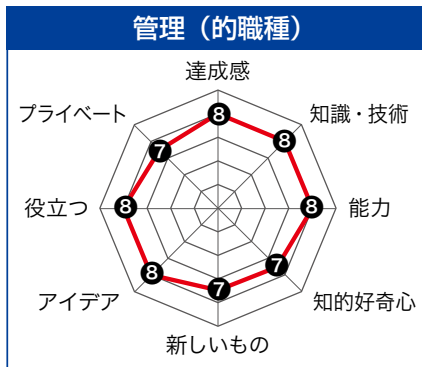 管理（的職種）
達成感
8
プライベート
7
8
知識・技術
役立つ
8
8
能力
アイデア
8
7
7
知的好奇心
新しいもの